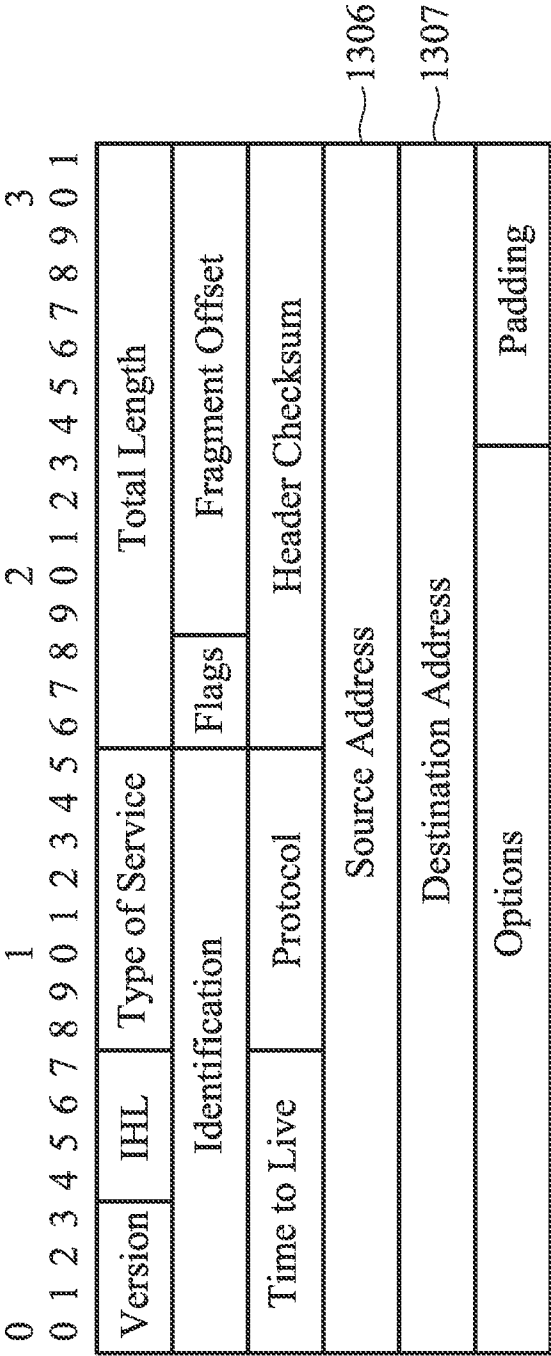 0 1 2 3
0 1 2 3 4 5 6 7 8 9 0 1 2 3 4 5 6 7 8 9 0 1 2 3 4 5 6 7 8 9 0 1
Version IHL Type of Service Total Length
Identification Flags Fragment Offset
Time to Live Protocol Header Checksum
Source Address 1306
Destination Address 1307
Options Padding